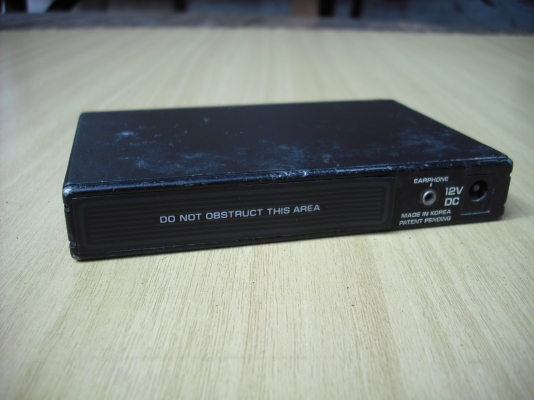 DO NOT OBSTRUCT THIS AREA
EARPHONE
12V
DC
MADE IN KOREA
PATENT PENDING